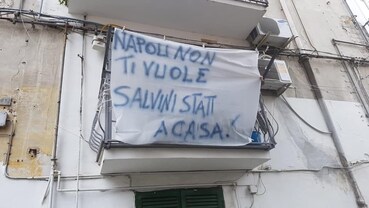 NAPOLI NON
TI VUOLE
SALVINI STATT
A CASA!